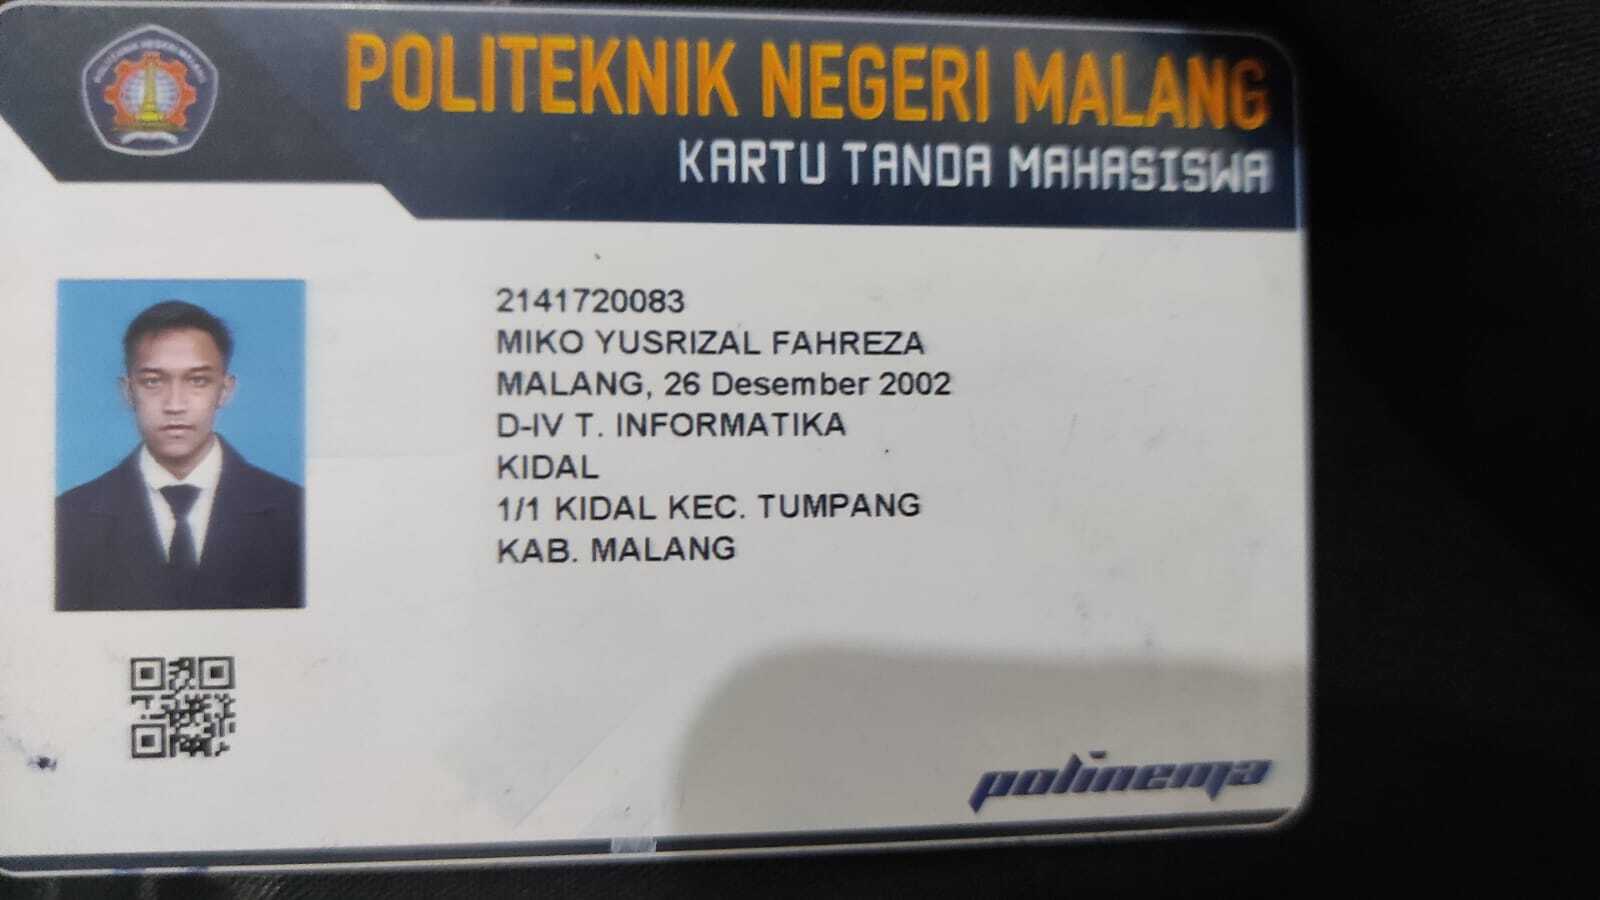 POLITEKNIK NEGERI MALANG
KARTU TANDA MAHASISWA
2141720083
MIKO YUSRIZAL FAHREZA
MALANG, 26 Desember 2002
D-IV T. INFORMATIKA
KIDAL
1/1 KIDAL KEC. TUMPANG
KAB. MALANG
polinema